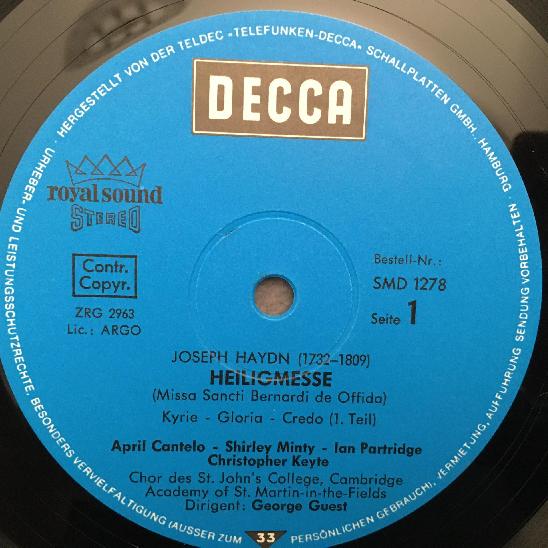 URHEBER- UND LEISTUNGSSCHUTZRECHTE, BESONDERS VERVIELFALTIGUNG (AUSSER ZUM PERSÖNLICHEN GEBRAUCH), VERMIETUNG, AUFFÜHRUNG SENDUNG VORBEHALTEN
· HERGESTELLT VON DER TELDEC »TELEFUNKEN-DECCA« SCHALLPLATTEN GMBH. HAMBURG ·
DECCA
royal sound
STEREO
Contr.
Copyr.
ZRG 2963
Lic.: ARGO
Bestell-Nr.:
SMD 1278
Seite 1
JOSEPH HAYDN (1732-1809)
HEILIGMESSE
(Missa Sancti Bernardi de Offida)
Kyrie - Gloria - Credo (1. Teil)
April Cantelo - Shirley Minty - Ian Partridge
Christopher Keyte
Chor des St. John's College, Cambridge
Academy of St. Martin-in-the-Fields
Dirigent: George Guest
33